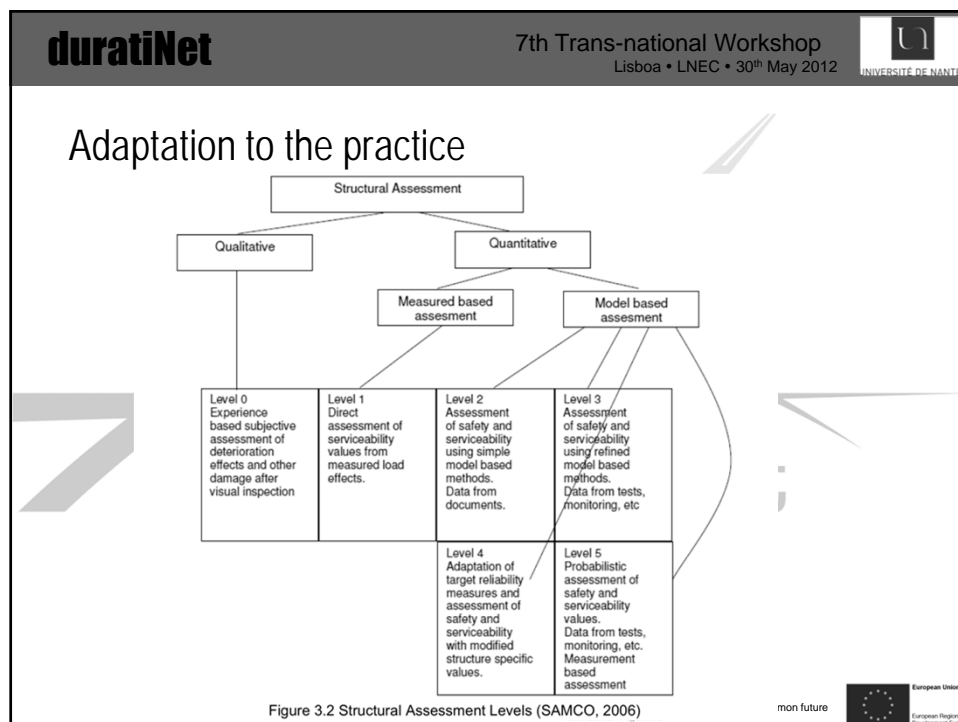 duratiNet
7th Trans-national Workshop
Lisboa • LNEC • 30th May 2012
UNIVERSITÉ DE NANTE
Adaptation to the practice
Structural Assessment
Qualitative
Quantitative
Measured based
assesment
Model based
assesment
Level 0
Experience
based subjective
assessment of
deterioration
effects and other
damage after
visual inspection
Level 1
Direct
assessment of
serviceability
values from
measured load
effects.
Level 2
Assessment
of safety and
serviceability
using simple
model based
methods.
Data from
documents.
Level 3
Assessment
of safety and
serviceability
using refined
model based
methods.
Data from tests,
monitoring, etc
Level 4
Adaptation of
target reliability
measures and
assessment of
safety and
serviceability
with modified
structure specific
values.
Level 5
Probabilistic
assessment of
safety and
serviceability
values.
Data from tests,
monitoring, etc.
Measurement
based
assessment
Figure 3.2 Structural Assessment Levels (SAMCO, 2006)
mon future
European Union
European Region